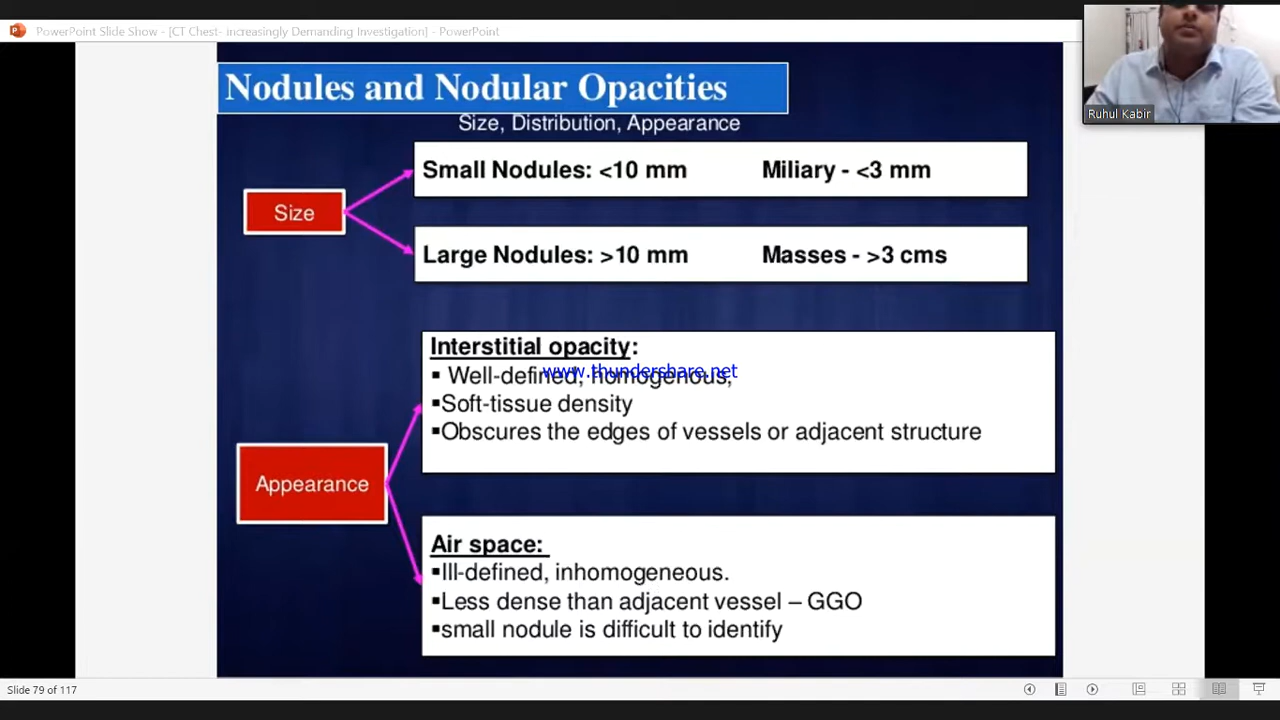 PowerPoint Slide Show - [CT Chest- increasingly Demanding Investigation] - PowerPoint
Ruhul Kabir
Nodules and Nodular Opacities
Size, Distribution, Appearance
Size
Small Nodules: <10 mm Miliary - <3 mm
Large Nodules: >10 mm Masses - >3 cms
Appearance
Interstitial opacity:
▪ Well-defined, homogenous,
www.thundershare.net
▪Soft-tissue density
▪Obscures the edges of vessels or adjacent structure
Air space:
▪Ill-defined, inhomogeneous.
▪Less dense than adjacent vessel – GGO
▪small nodule is difficult to identify
Slide 79 of 117